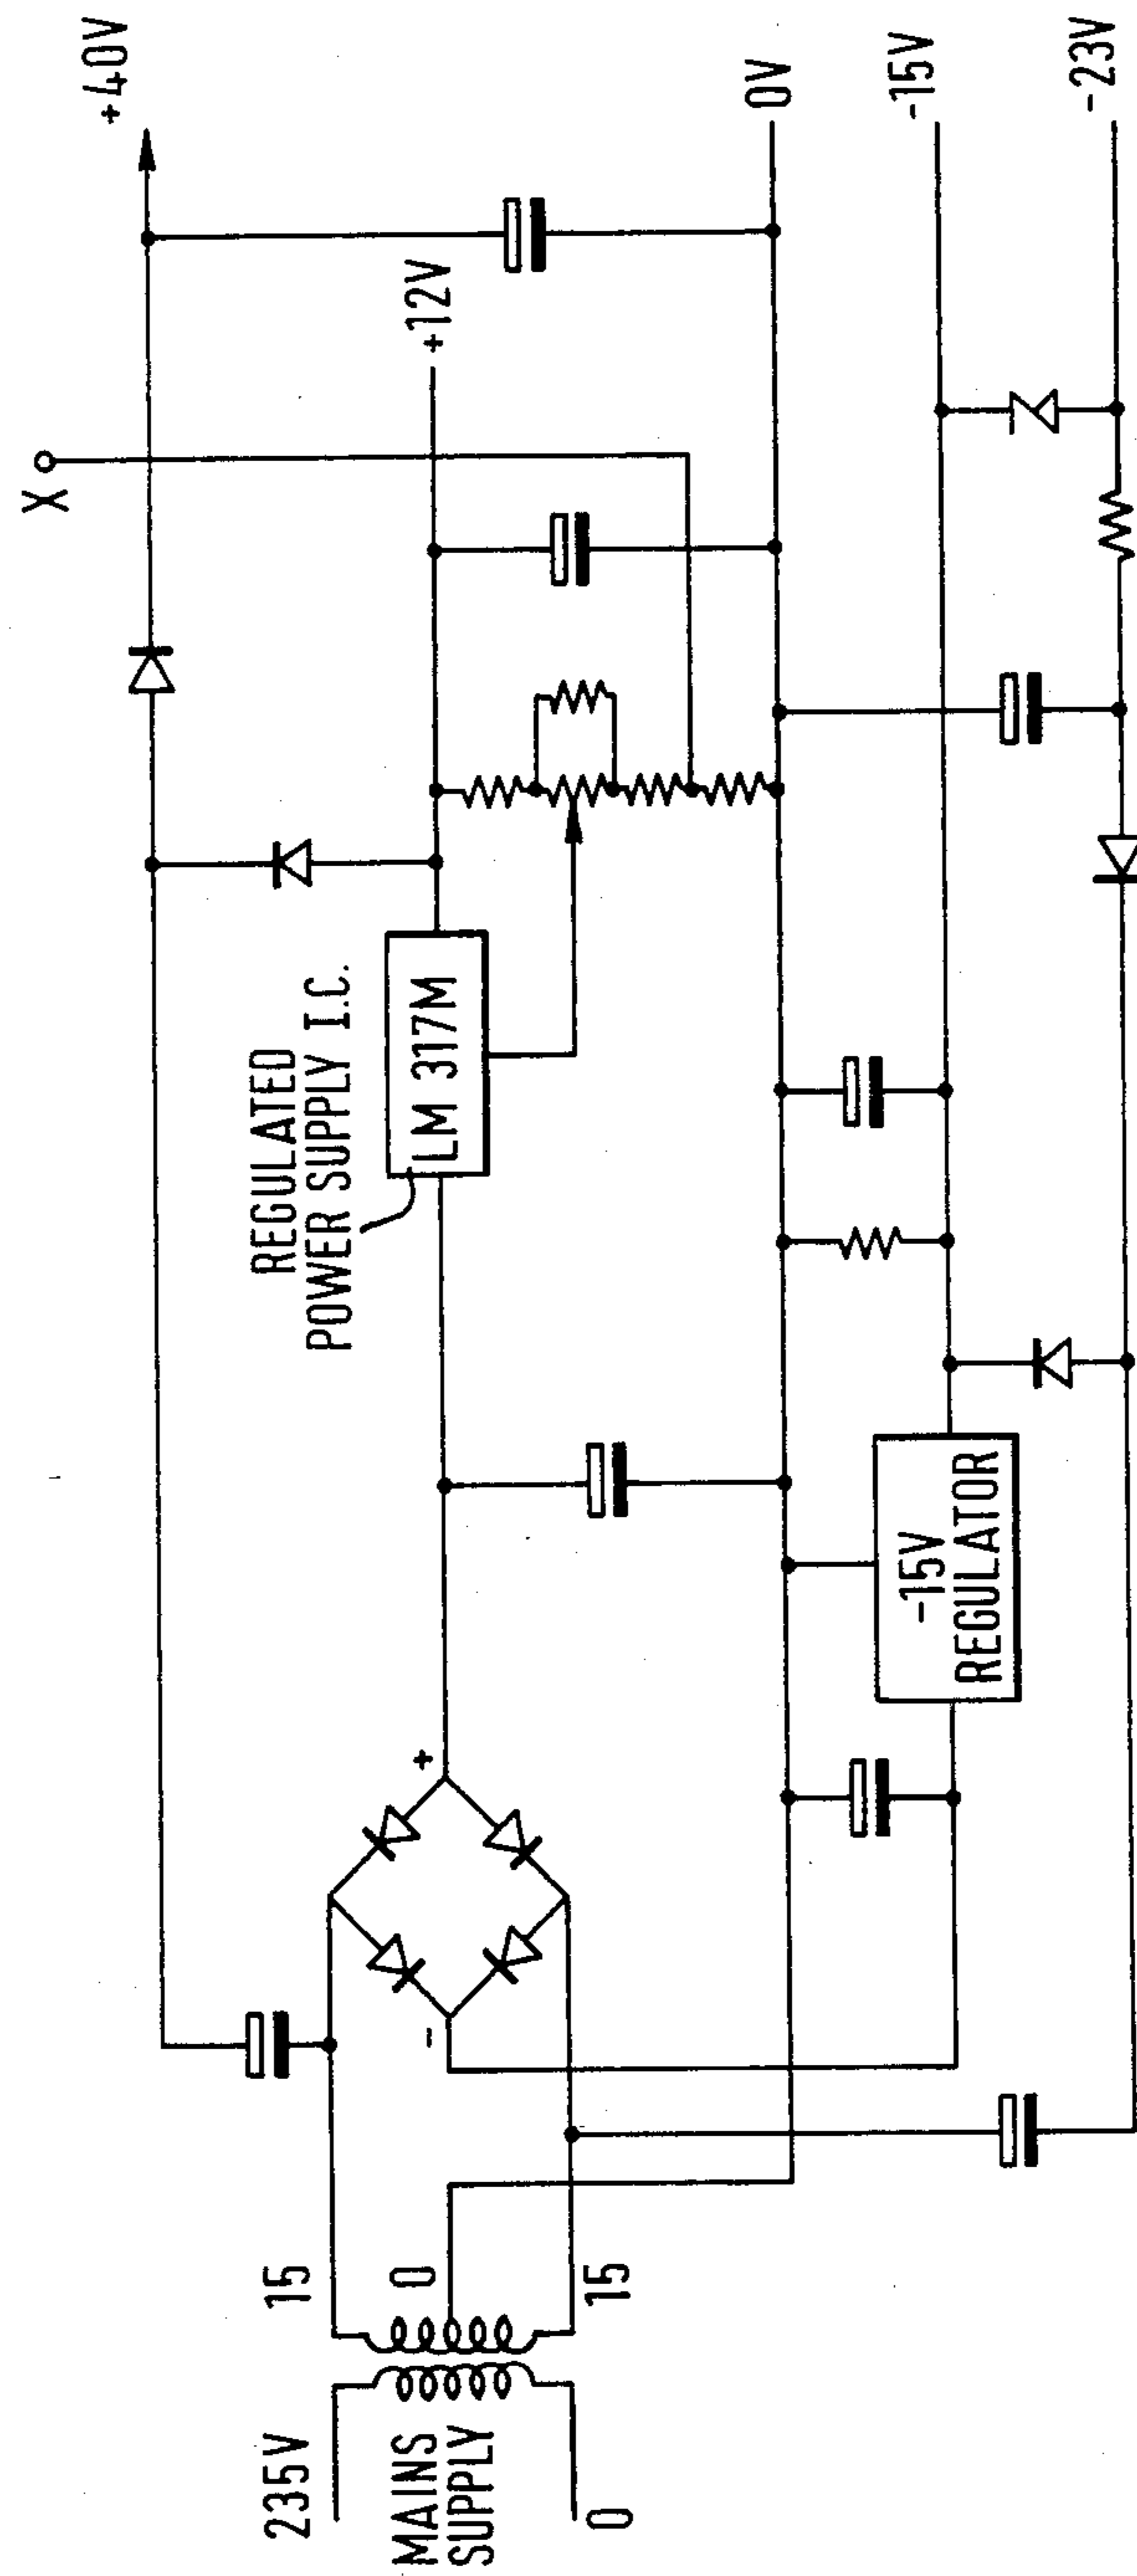 235V
MAINS
SUPPLY
0
15
0
15
+
-
REGULATED
POWER SUPPLY I.C.
LM 317M
-15V
REGULATOR
X
+40V
+12V
0V
-15V
-23V